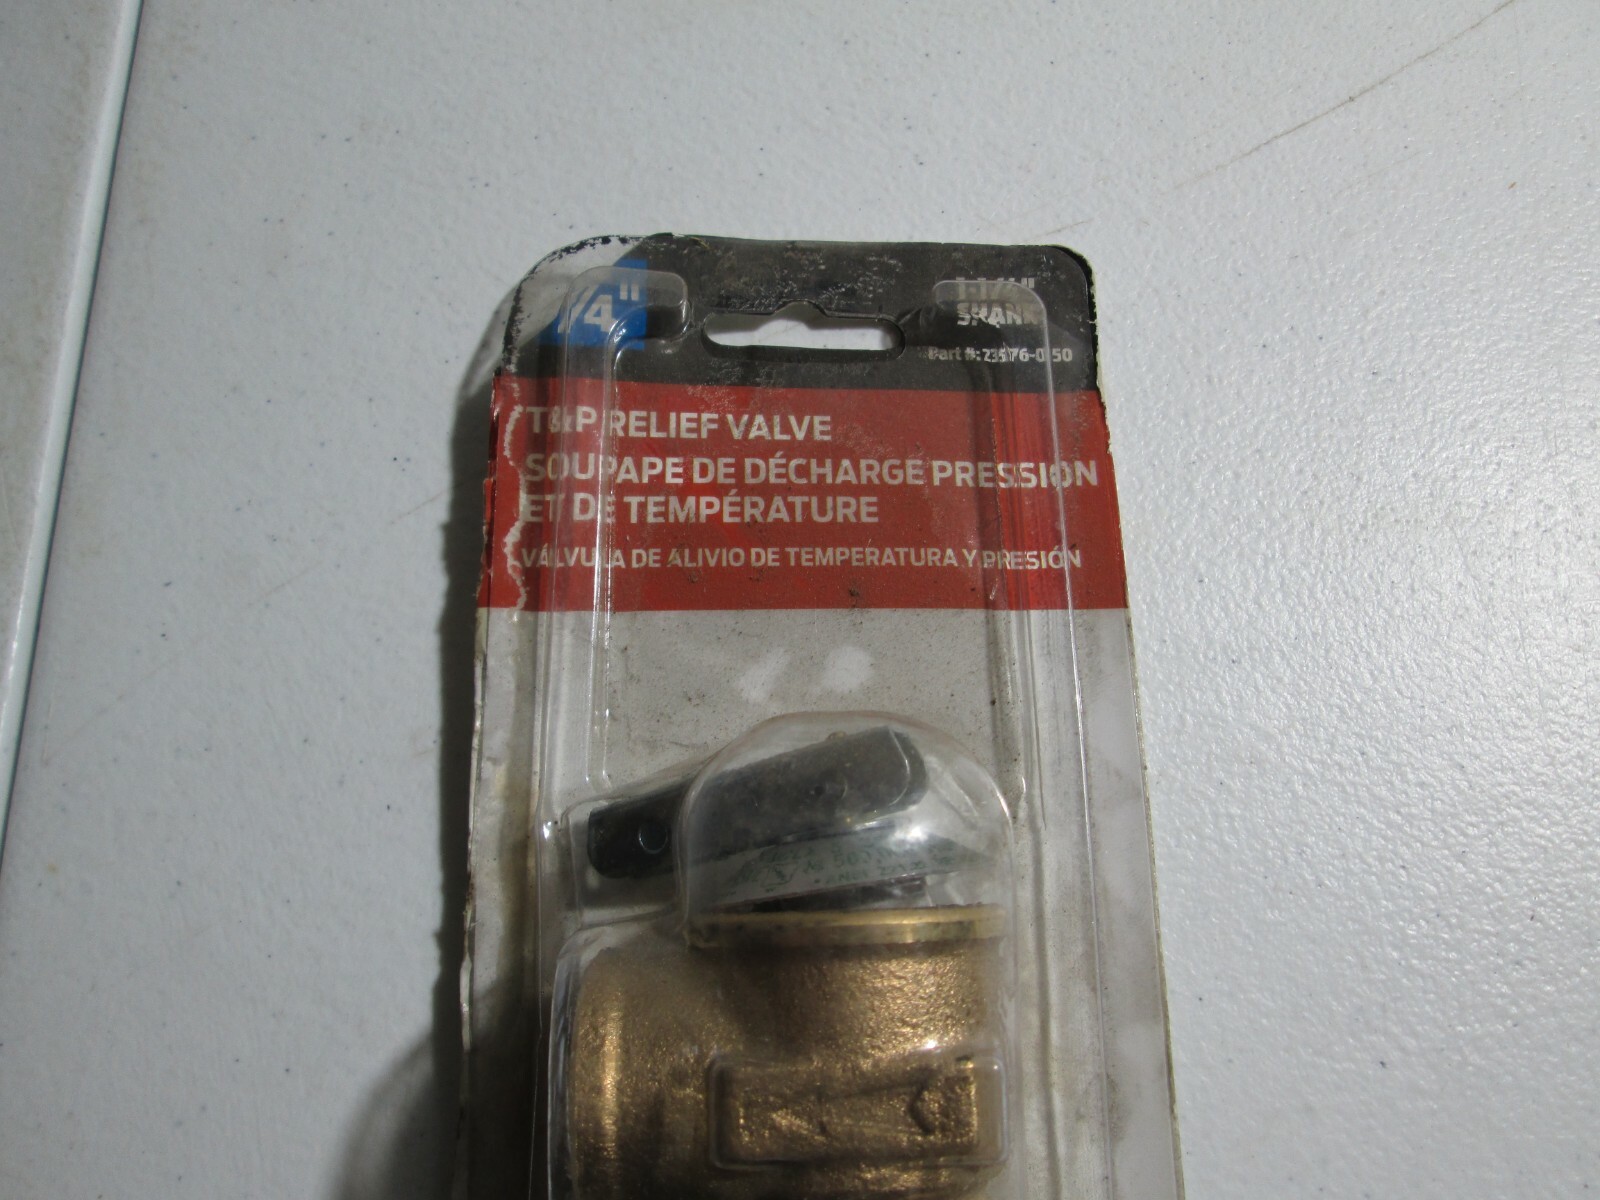 /4"
1-1/4"
SHANK
Part #:
T&P RELIEF VALVE
SOUPAPE DE DÉCHARGE PRESSION
ET DE TEMPÉRATURE
VÁLVULA DE ALIVIO DE TEMPERATURA Y PRESIÓN